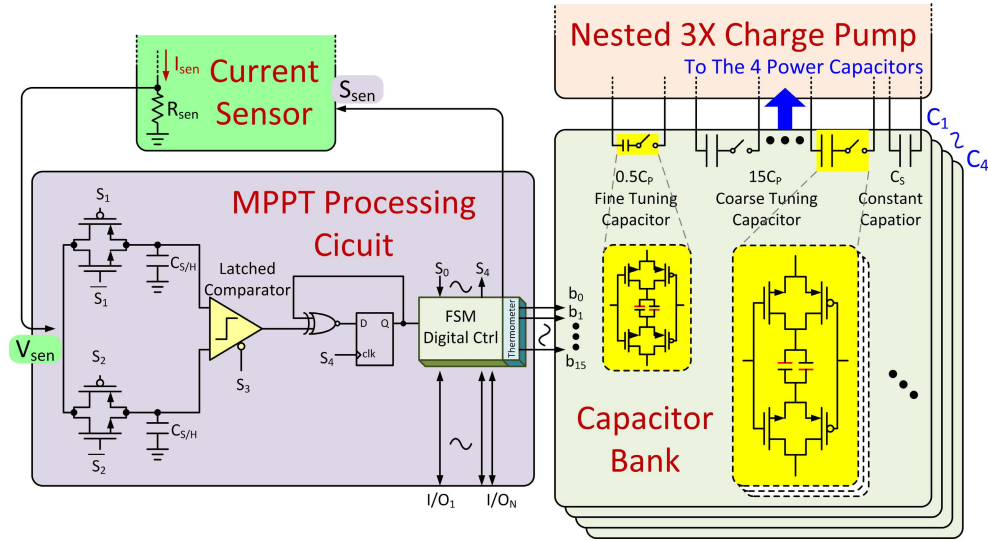 Nested 3X Charge Pump
To The 4 Power Capacitors
Isen
Rsen
Current
Sensor
Ssen
C1
C4
0.5CP
Fine Tuning
Capacitor
15CP
Coarse Tuning
Capacitor
CS
Constant
Capatior
MPPT Processing
Cicuit
S1
S1
CS/H
Latched
Comparator
Vsen
S3
S2
S2
CS/H
D Q
clk
S4
S0 S4
FSM
Digital Ctrl
Thermometer
b0
b1
b15
I/O1 I/ON
Capacitor
Bank